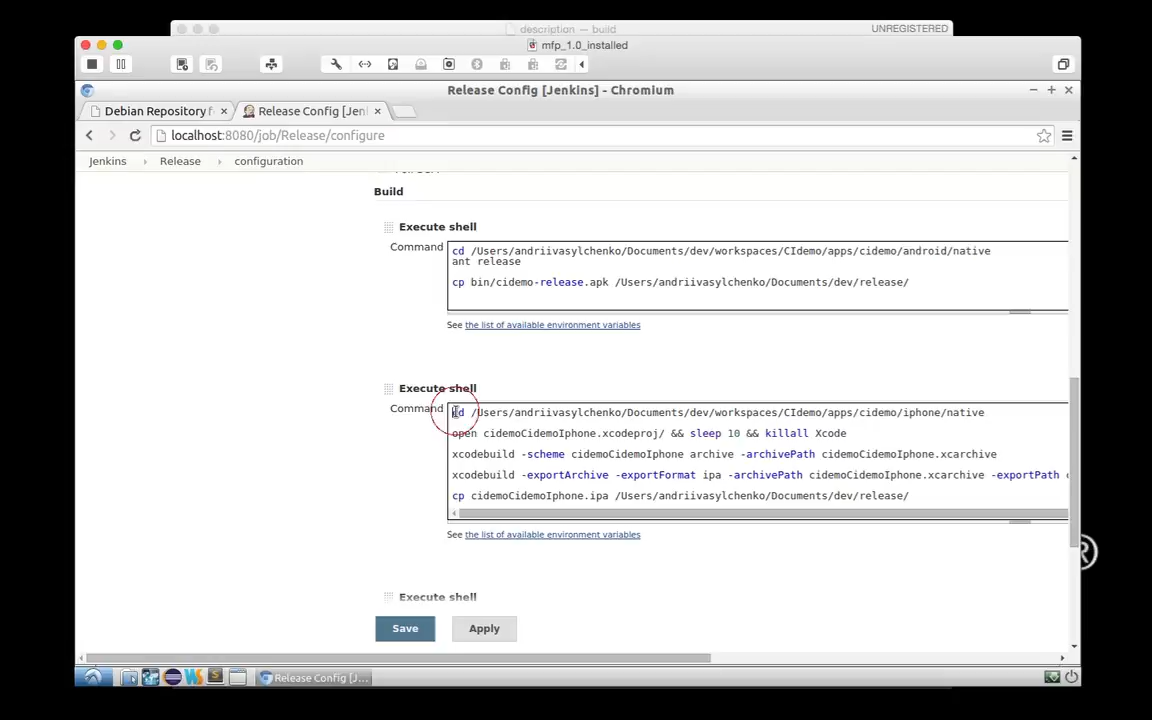 description — build
UNREGISTERED
mfp_1.0_installed
Release Config [Jenkins] - Chromium
Debian Repository f
Release Config [Jen
localhost:8080/job/Release/configure
Jenkins › Release › configuration
Build
Execute shell
Command
cd /Users/andriivasylchenko/Documents/dev/workspaces/CIdemo/apps/cidemo/android/native
ant release
cp bin/cidemo-release.apk /Users/andriivasylchenko/Documents/dev/release/
See the list of available environment variables
Execute shell
Command
cd /Users/andriivasylchenko/Documents/dev/workspaces/CIdemo/apps/cidemo/iphone/native
open cidemoCidemoIphone.xcodeproj/ && sleep 10 && killall Xcode
xcodebuild -scheme cidemoCidemoIphone archive -archivePath cidemoCidemoIphone.xcarchive
xcodebuild -exportArchive -exportFormat ipa -archivePath cidemoCidemoIphone.xcarchive -exportPath
cp cidemoCidemoIphone.ipa /Users/andriivasylchenko/Documents/dev/release/
See the list of available environment variables
Execute shell
Save
Apply
®
Release Config [J...